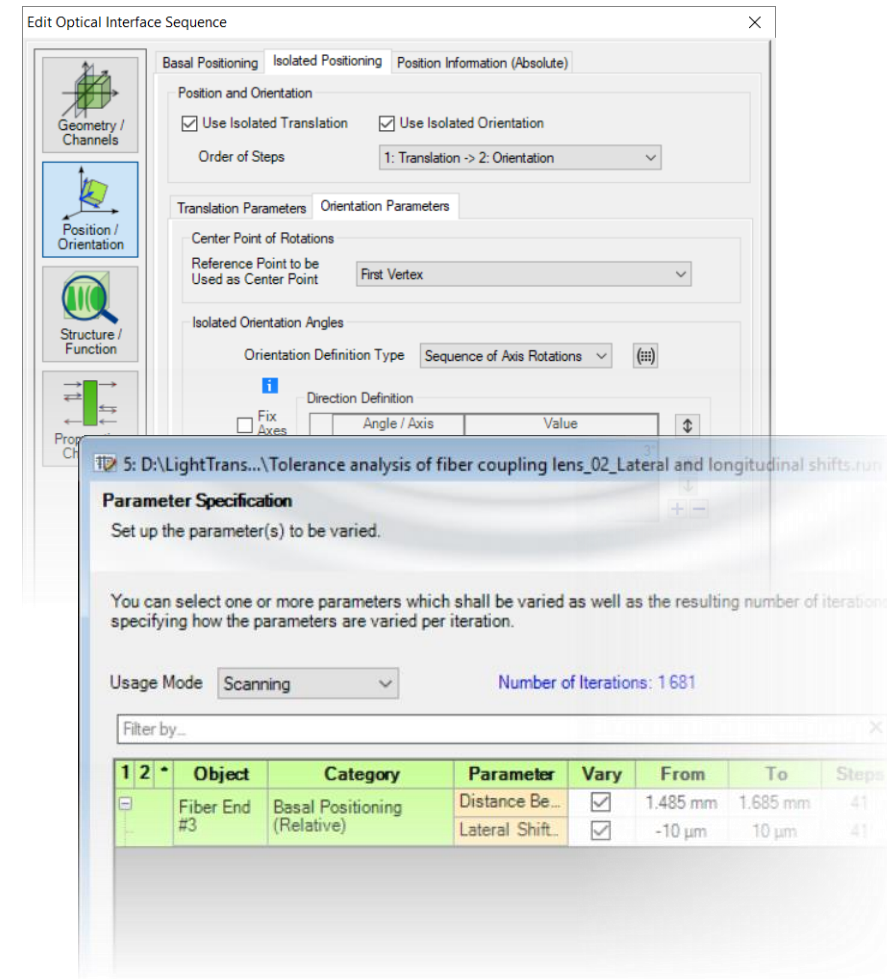 Edit Optical Interface Sequence
Geometry /
Channels
Position /
Orientation
Structure /
Function
Basal Positioning Isolated Positioning Position Information (Absolute)
Position and Orientation
Use Isolated Translation Use Isolated Orientation
Order of Steps 1: Translation -> 2: Orientation
Translation Parameters Orientation Parameters
Center Point of Rotations
Reference Point to be
Used as Center Point
First Vertex
Isolated Orientation Angles
Orientation Definition Type Sequence of Axis Rotations
i
Direction Definition
Fix
Axes
Angle / Axis Value
3°
5: D:\LightTrans...\Tolerance analysis of fiber coupling lens_02_Lateral and longitudinal shifts.run
Parameter Specification
Set up the parameter(s) to be varied.
You can select one or more parameters which shall be varied as well as the resulting number of iterations
specifying how the parameters are varied per iteration.
Usage Mode Scanning Number of Iterations: 1681
Filter by...
1 2 * Object Category Parameter Vary From To Steps
Fiber End
#3
Basal Positioning
(Relative)
Distance Be... 1.485 mm 1.685 mm 41
Lateral Shift... -10 µm 10 µm 41